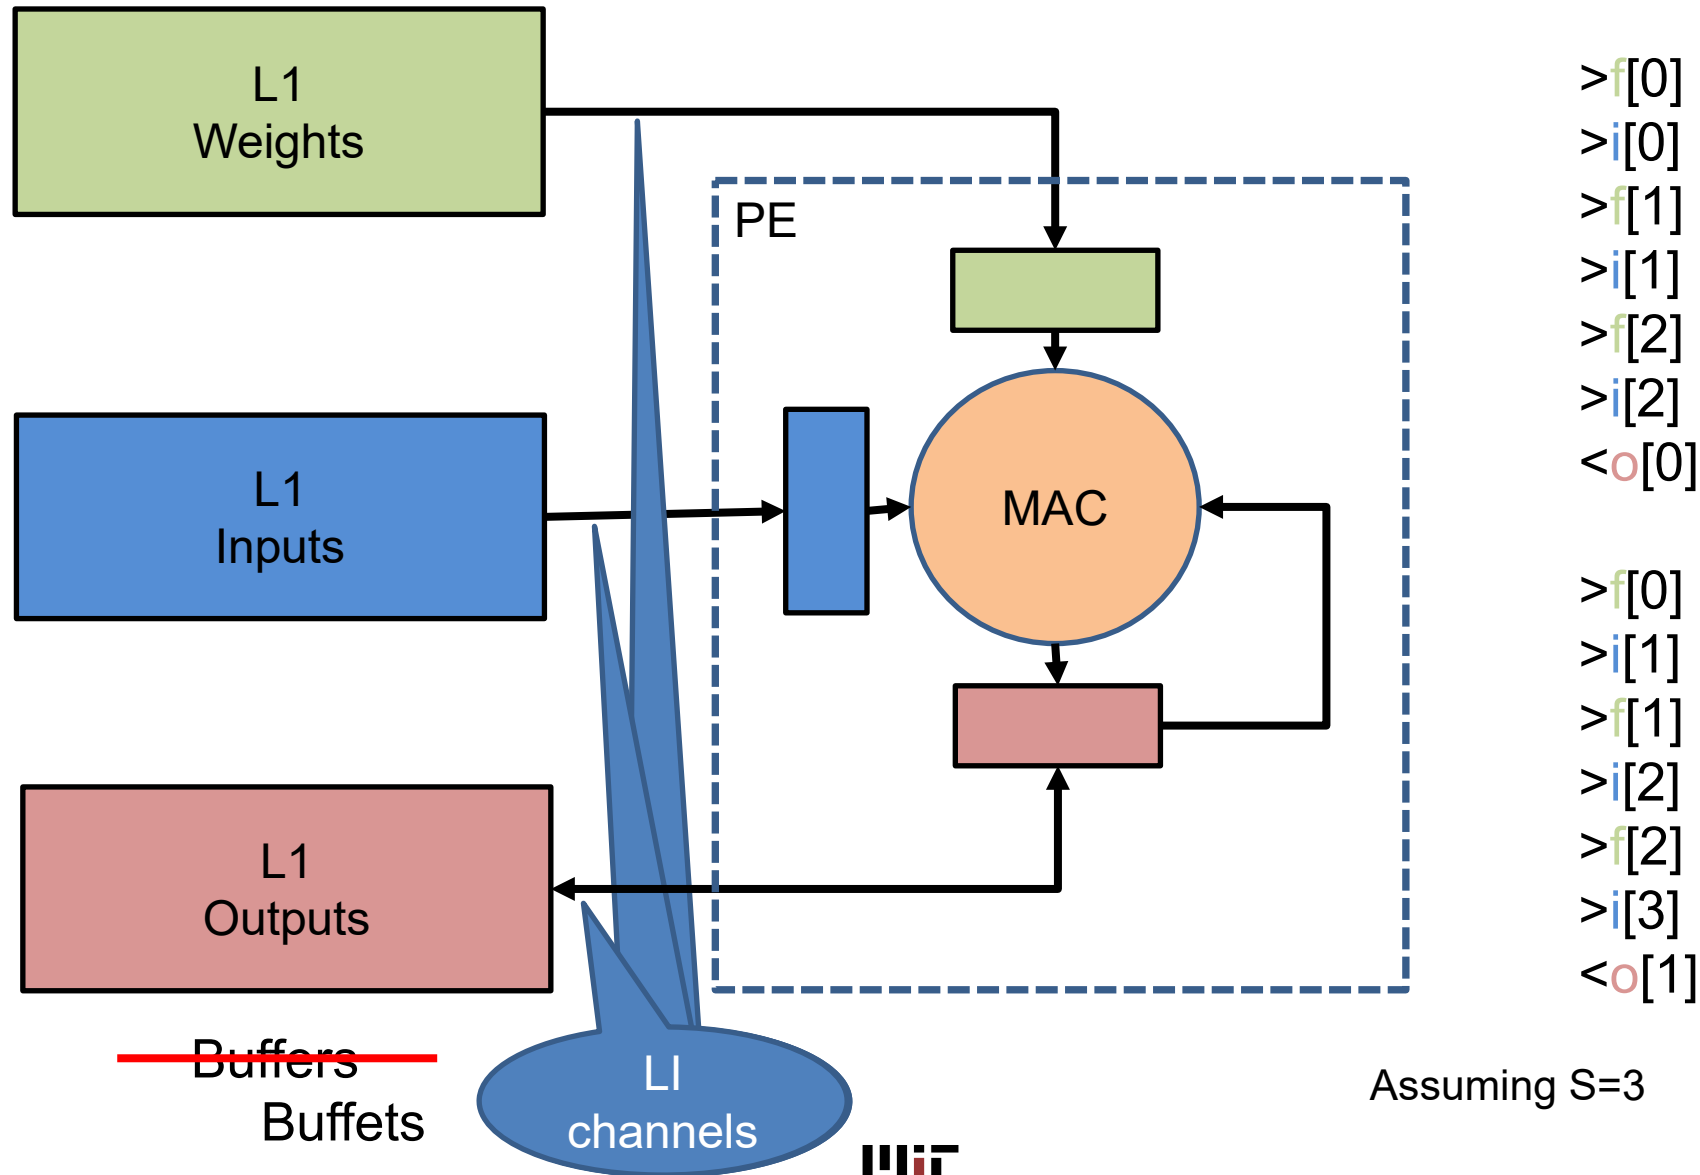 L1
Weights
PE
L1
Inputs
MAC
L1
Outputs
Buffers
Buffets
LI
channels
>f[0]
>i[0]
>f[1]
>i[1]
>f[2]
>i[2]
<o[0]
>f[0]
>i[1]
>f[1]
>i[2]
>f[2]
>i[3]
<o[1]
Assuming S=3
MIT